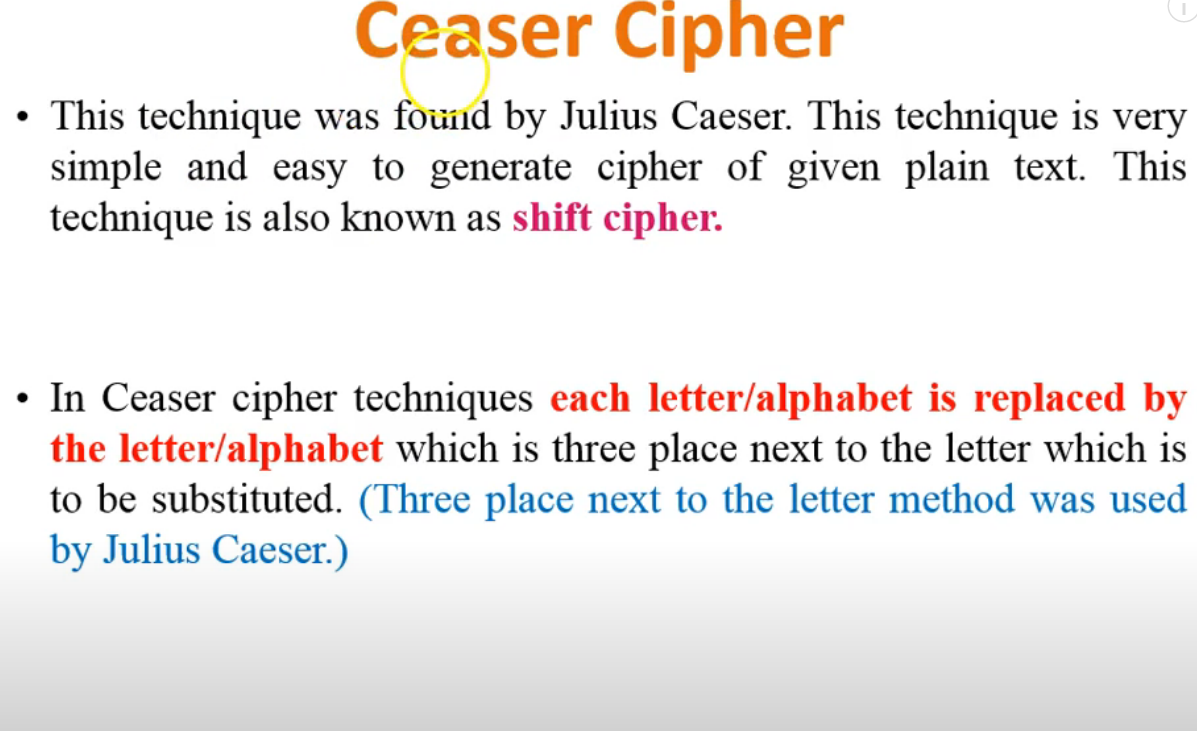 Ceaser Cipher
• This technique was found by Julius Caeser. This technique is very
simple and easy to generate cipher of given plain text. This
technique is also known as shift cipher.
• In Ceaser cipher techniques each letter/alphabet is replaced by
the letter/alphabet which is three place next to the letter which is
to be substituted. (Three place next to the letter method was used
by Julius Caeser.)